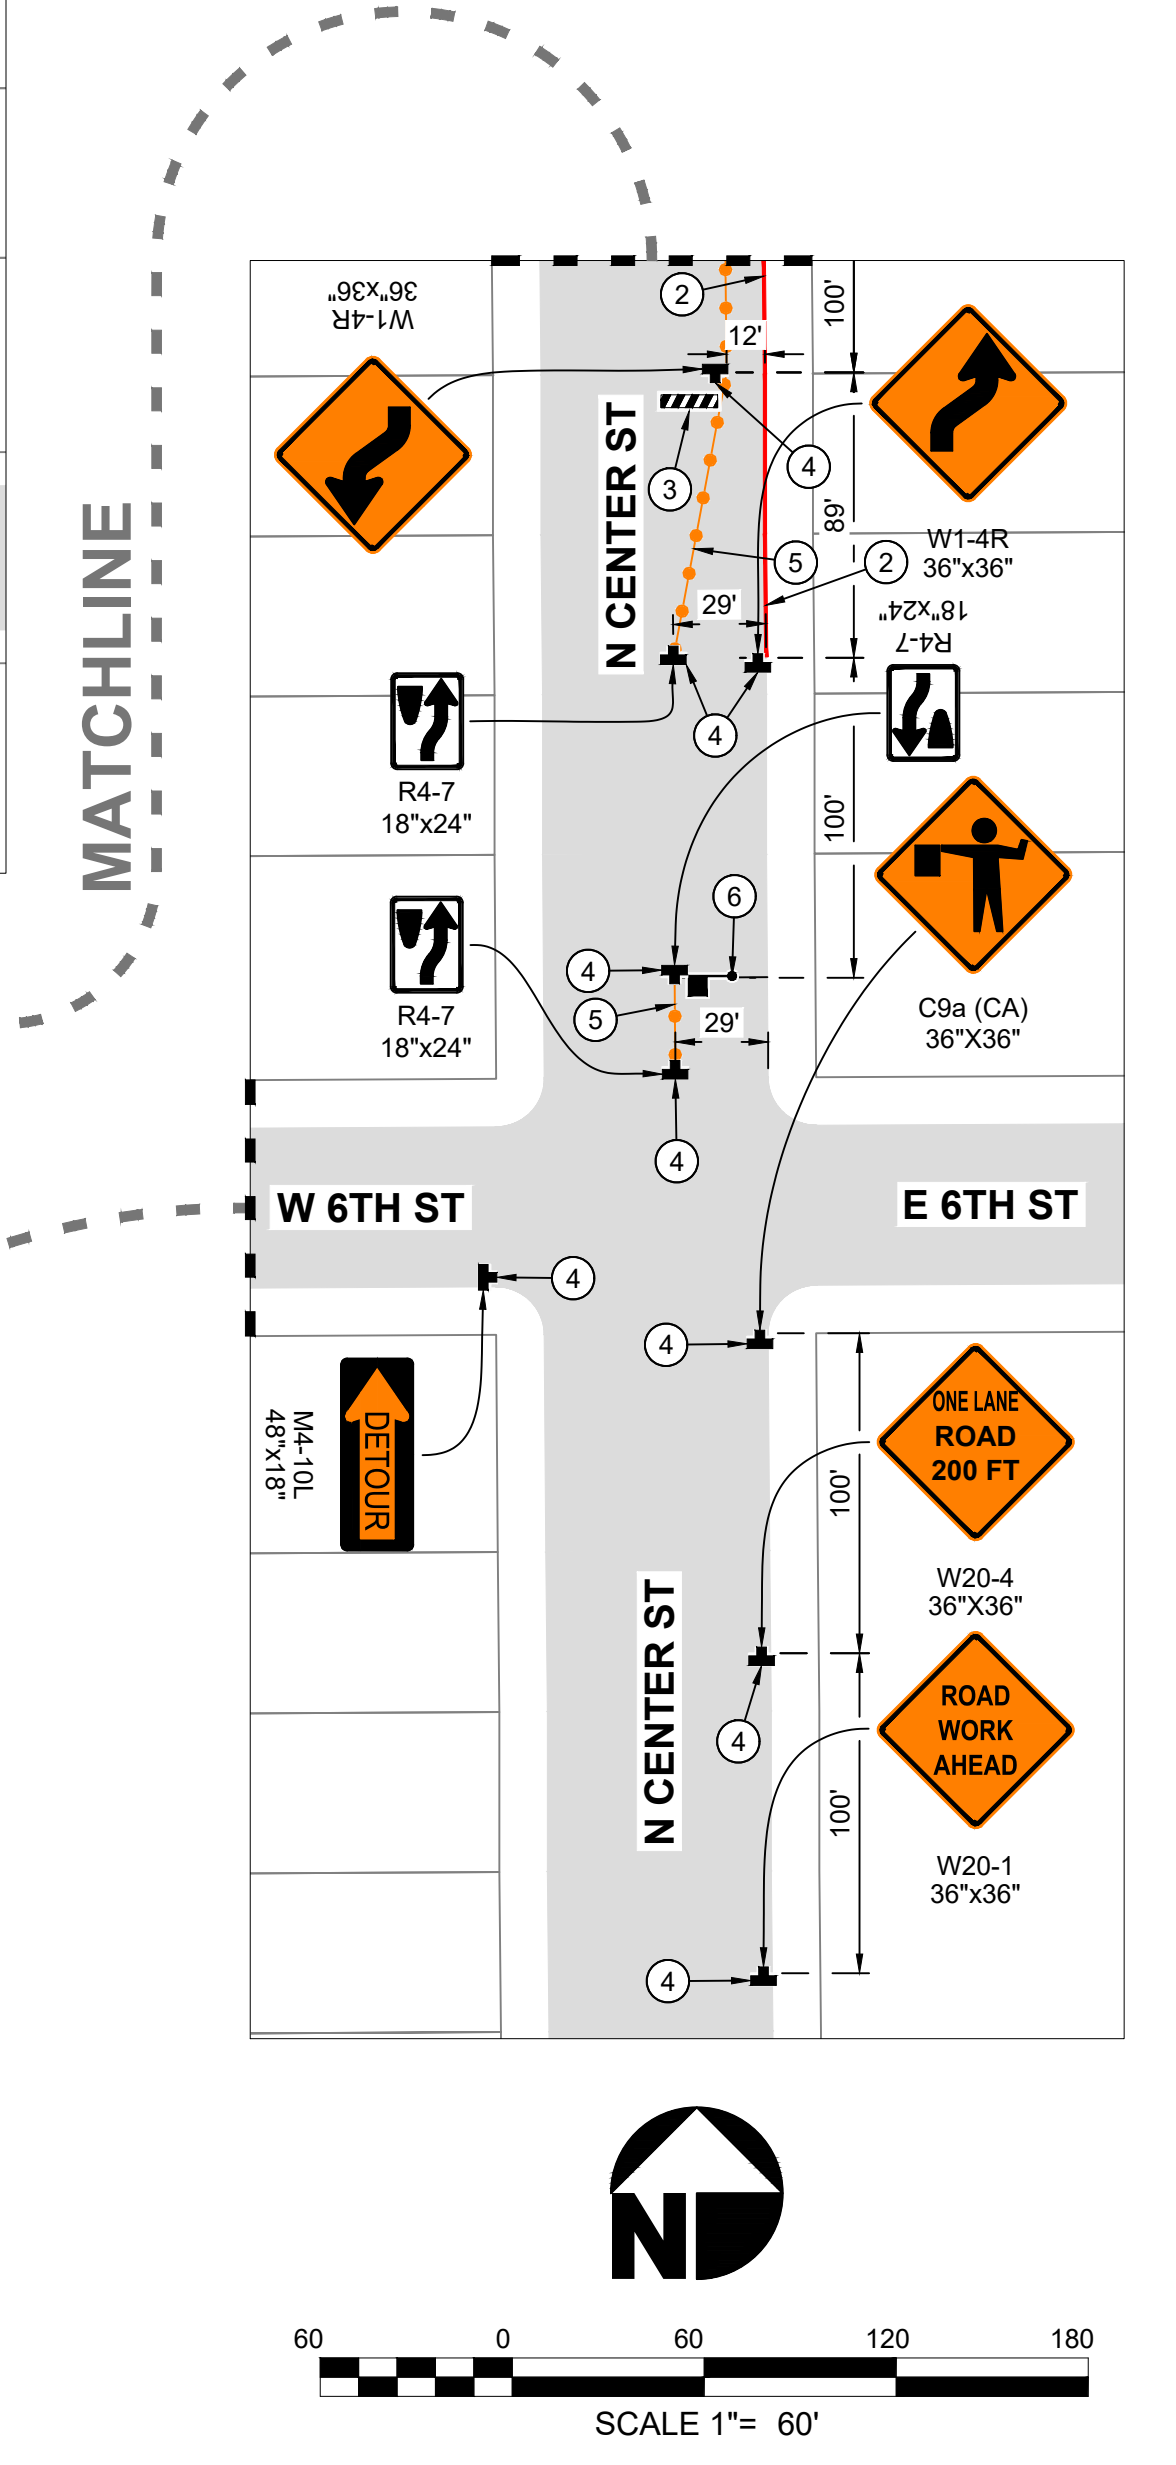 W1-4R
36"x36"
2
12'
100'
N CENTER ST
3
4
89'
MATCHLINE
5
2
W1-4R
36"x36"
29'
R4-7
18"x24"
4
R4-7
18"x24"
100'
6
4
5
29'
R4-7
18"x24"
C9a (CA)
36"X36"
4
W 6TH ST
E 6TH ST
4
4
DETOUR
M4-10L
48"x18"
ONE LANE
ROAD
200 FT
100'
W20-4
36"X36"
N CENTER ST
4
ROAD
WORK
AHEAD
100'
W20-1
36"x36"
4
N
60 0 60 120 180
SCALE 1"= 60'